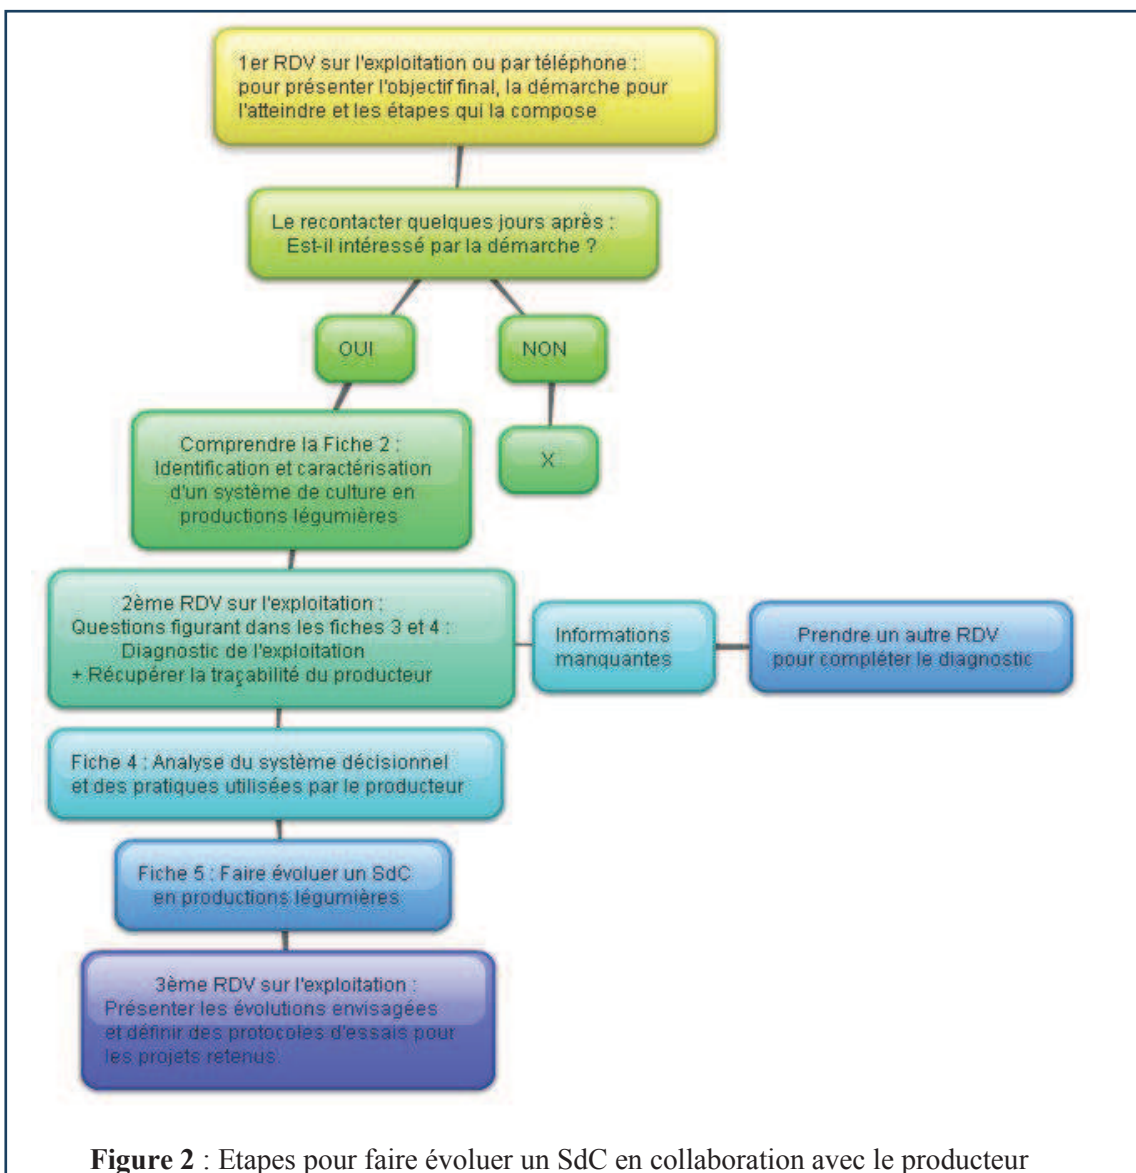 1er RDV sur l'exploitation ou par téléphone :
pour présenter l'objectif final, la démarche pour
l'atteindre et les étapes qui la compose
Le recontacter quelques jours après :
Est-il intéressé par la démarche ?
OUI
NON
X
Comprendre la Fiche 2 :
Identification et caractérisation
d'un système de culture en
productions légumières
2ème RDV sur l'exploitation :
Questions figurant dans les fiches 3 et 4 :
Diagnostic de l'exploitation
+ Récupérer la traçabilité du producteur
Informations
manquantes
Prendre un autre RDV
pour compléter le diagnostic
Fiche 4 : Analyse du système décisionnel
et des pratiques utilisées par le producteur
Fiche 5 : Faire évoluer un SdC
en productions légumières
3ème RDV sur l'exploitation :
Présenter les évolutions envisagées
et définir des protocoles d'essais pour
les projets retenus.
Figure 2 : Etapes pour faire évoluer un SdC en collaboration avec le producteur